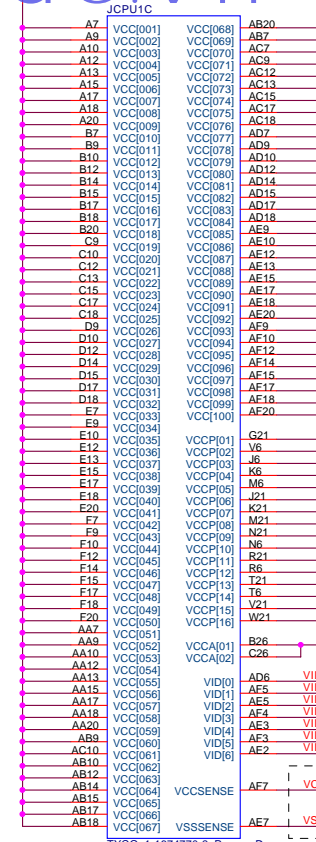 JCPU1C
A7 VCC[001] VCC[068] AB20
A9 VCC[002] VCC[069] AB7
A10 VCC[003] VCC[070] AC7
A12 VCC[004] VCC[071] AC9
A13 VCC[005] VCC[072] AC12
A15 VCC[006] VCC[073] AC13
A17 VCC[007] VCC[074] AC15
A18 VCC[008] VCC[075] AC17
A20 VCC[009] VCC[076] AC18
B7 VCC[010] VCC[077] AD7
B9 VCC[011] VCC[078] AD9
B10 VCC[012] VCC[079] AD10
B12 VCC[013] VCC[080] AD12
B14 VCC[014] VCC[081] AD14
B15 VCC[015] VCC[082] AD15
B17 VCC[016] VCC[083] AD17
B18 VCC[017] VCC[084] AD18
B20 VCC[018] VCC[085] AE9
C9 VCC[019] VCC[086] AE10
C10 VCC[020] VCC[087] AE12
C12 VCC[021] VCC[088] AE13
C13 VCC[022] VCC[089] AE15
C15 VCC[023] VCC[090] AE17
C17 VCC[024] VCC[091] AE18
C18 VCC[025] VCC[092] AE20
D9 VCC[026] VCC[093] AF9
D10 VCC[027] VCC[094] AF10
D12 VCC[028] VCC[095] AF12
D14 VCC[029] VCC[096] AF14
D15 VCC[030] VCC[097] AF15
D17 VCC[031] VCC[098] AF17
D18 VCC[032] VCC[099] AF18
E7 VCC[033] VCC[100] AF20
E9 VCC[034]
E10 VCC[035] VCCP[01] G21
E12 VCC[036] VCCP[02] V6
E13 VCC[037] VCCP[03] J6
E15 VCC[038] VCCP[04] K6
E17 VCC[039] VCCP[05] M6
E18 VCC[040] VCCP[06] J21
E20 VCC[041] VCCP[07] K21
F7 VCC[042] VCCP[08] M21
F9 VCC[043] VCCP[09] N21
F10 VCC[044] VCCP[10] N6
F12 VCC[045] VCCP[11] R21
F14 VCC[046] VCCP[12] R6
F15 VCC[047] VCCP[13] T21
F17 VCC[048] VCCP[14] T6
F18 VCC[049] VCCP[15] V21
F20 VCC[050] VCCP[16] W21
AA7 VCC[051]
AA9 VCC[052] VCCA[01] B26
AA10 VCC[053] VCCA[02] C26
AA12 VCC[054]
AA13 VCC[055] VID[0] AD6
AA15 VCC[056] VID[1] AF5
AA17 VCC[057] VID[2] AE5
AA18 VCC[058] VID[3] AF4
AA20 VCC[059] VID[4] AE3
AB9 VCC[060] VID[5] AF3
AC10 VCC[061] VID[6] AE2
AB10 VCC[062]
AB12 VCC[063]
AB14 VCC[064] VCCSENSE AF7
AB15 VCC[065]
AB17 VCC[066]
AB18 VCC[067] VSSSENSE AE7